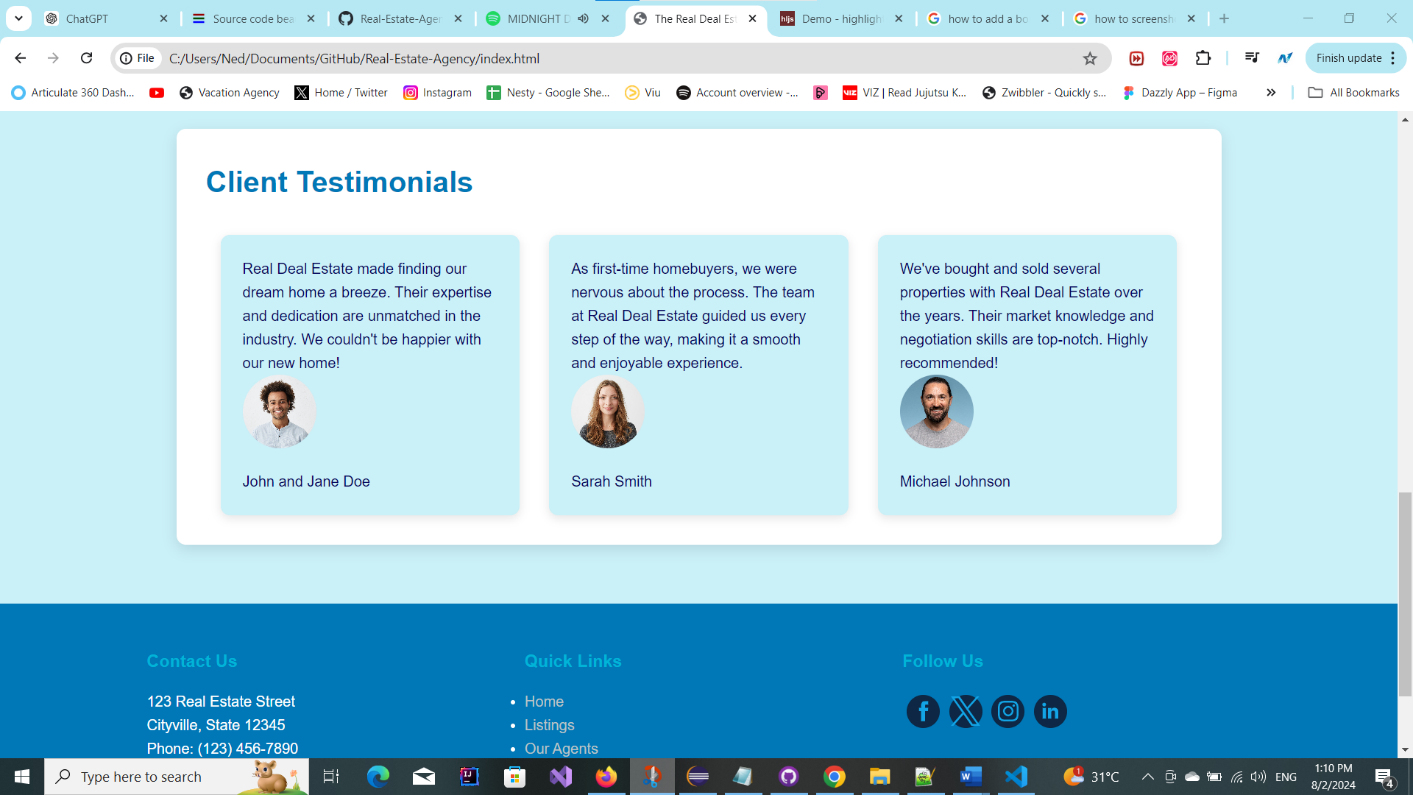 ChatGPT
Source code bea
Real-Estate-Agen
MIDNIGHT D
The Real Deal Est
hljs
Demo - highlight
how to add a bo
how to screensh
File
C:/Users/Ned/Documents/GitHub/Real-Estate-Agency/index.html
Finish update
Articulate 360 Dash...
Vacation Agency
Home / Twitter
Instagram
Nesty - Google She...
Viu
Account overview -...
VIZ | Read Jujutsu K...
Zwibbler - Quickly s...
Dazzly App – Figma
All Bookmarks
Client Testimonials
Real Deal Estate made finding our
dream home a breeze. Their expertise
and dedication are unmatched in the
industry. We couldn't be happier with
our new home!
John and Jane Doe
As first-time homebuyers, we were
nervous about the process. The team
at Real Deal Estate guided us every
step of the way, making it a smooth
and enjoyable experience.
Sarah Smith
We've bought and sold several
properties with Real Deal Estate over
the years. Their market knowledge and
negotiation skills are top-notch. Highly
recommended!
Michael Johnson
Contact Us
123 Real Estate Street
Cityville, State 12345
Phone: (123) 456-7890
Quick Links
Home
Listings
Our Agents
Follow Us
Type here to search
31°C
ENG
1:10 PM
8/2/2024
4